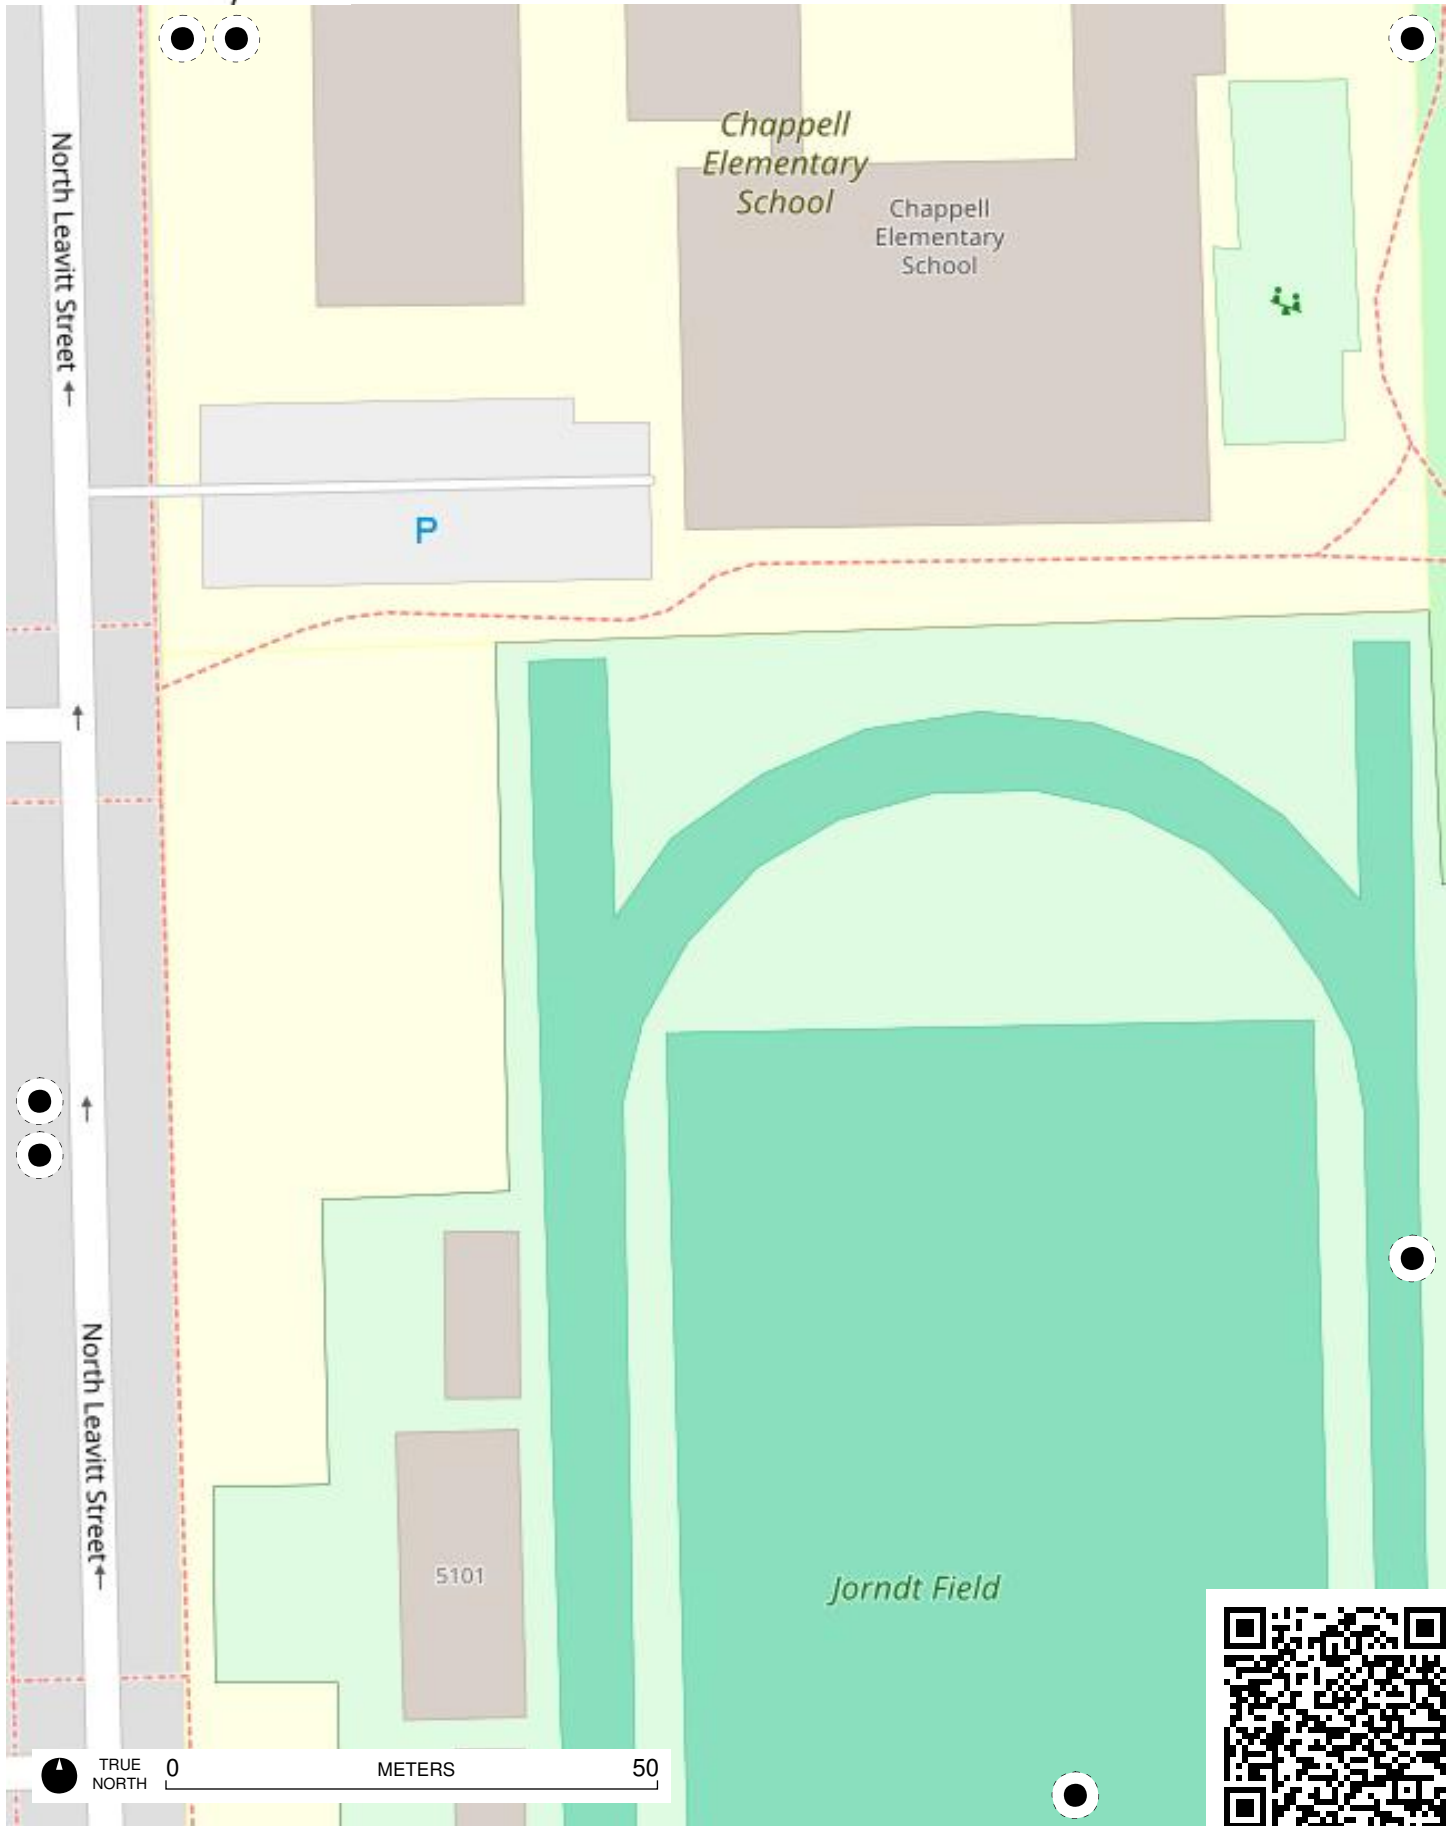 Chappell
Elementary
School
Chappell
Elementary
School
North Leavitt Street
P
North Leavitt Street
5101
Jorndt Field
TRUE
NORTH
0 METERS 50